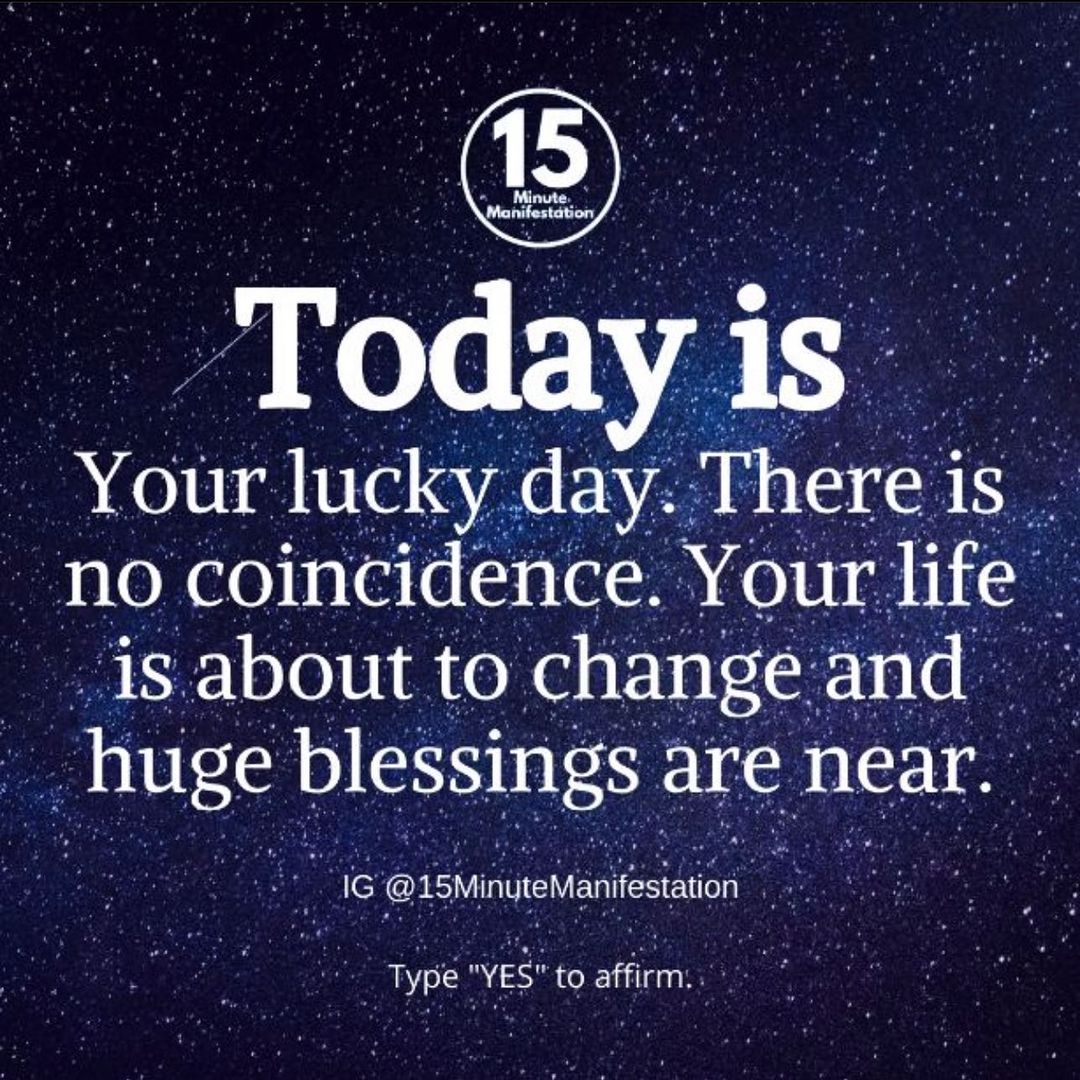 15
Minute
Manifestation
Today is
Your lucky day. There is
no coincidence. Your life
is about to change and
huge blessings are near.
IG @15MinuteManifestation
Type "YES" to affirm.